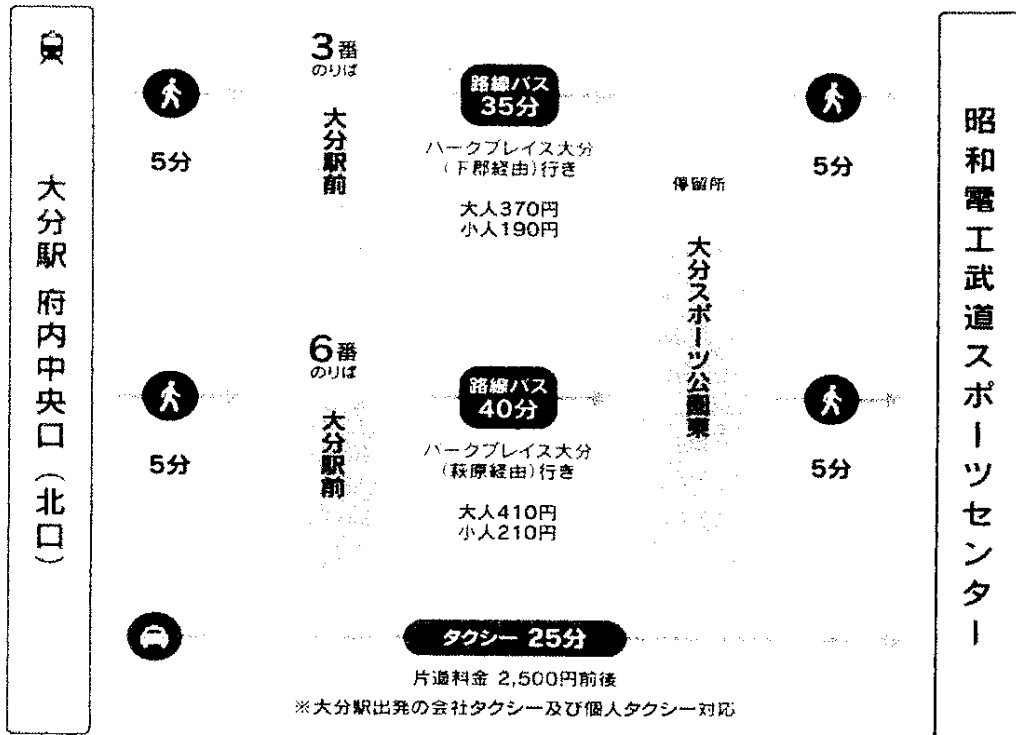 大分駅 府内中央口（北口）
5分
3番
のりば
大分駅前
路線バス
35分
パークプレイス大分
（下郡経由）行き
大人370円
小人190円
5分
6番
のりば
大分駅前
路線バス
40分
パークプレイス大分
（萩原経由）行き
大人410円
小人210円
停留所
大分スポーツ公園東
5分
5分
タクシー 25分
片道料金 2,500円前後
※大分駅出発の会社タクシー及び個人タクシー対応
昭和電工武道スポーツセンター